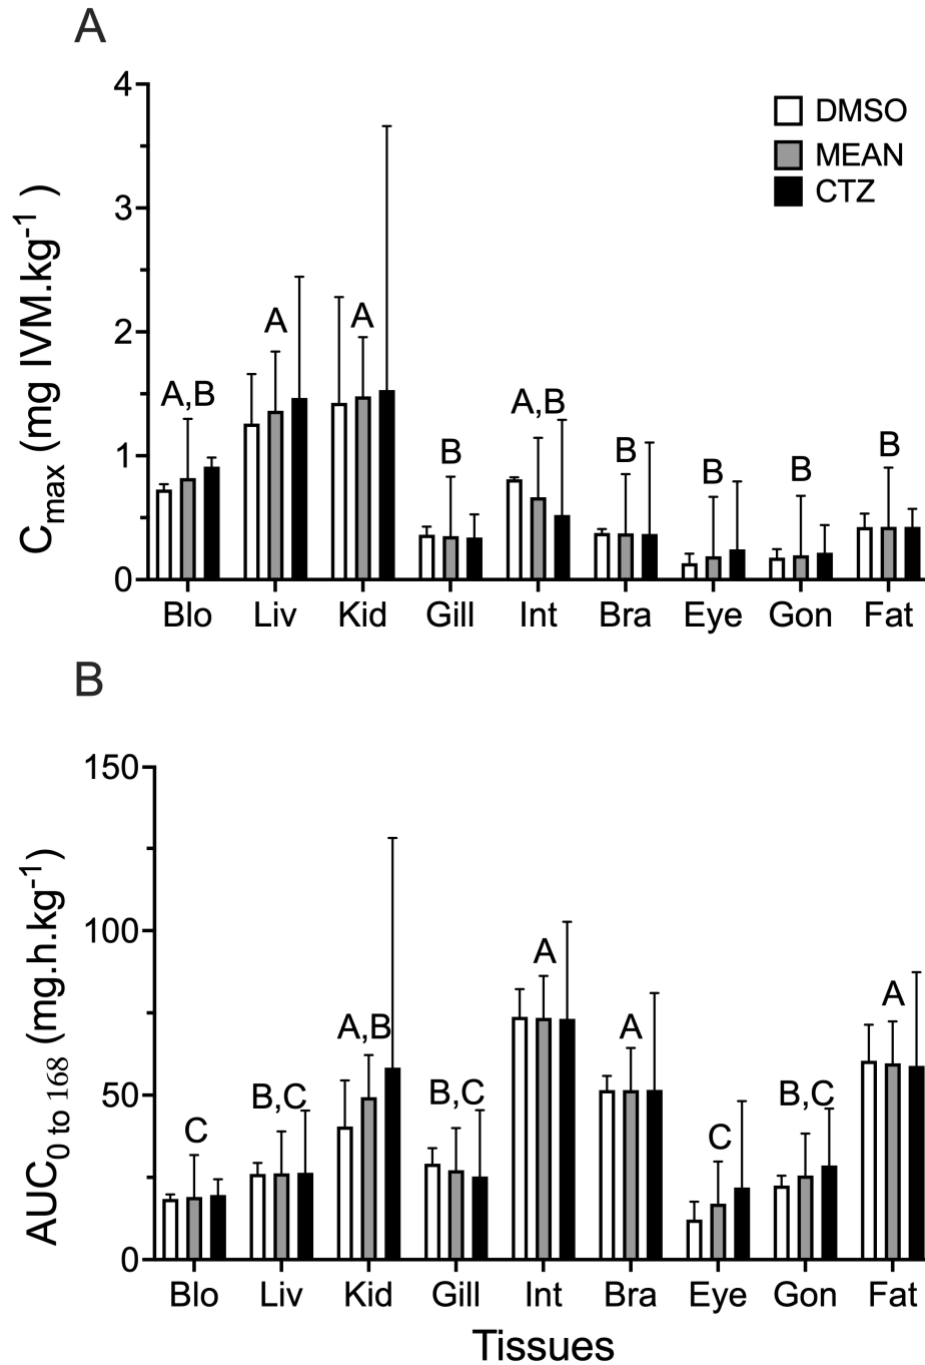 A
C_max (mg IVM.kg⁻¹ )
4
3
2
1
0
DMSO
MEAN
CTZ
A,B
A
A
B
A,B
B
B
B
B
Blo Liv Kid Gill Int Bra Eye Gon Fat
B
AUC_0 to 168 (mg.h.kg⁻¹)
150
100
50
0
C
B,C
A,B
B,C
A
A
C
B,C
A
Blo Liv Kid Gill Int Bra Eye Gon Fat
Tissues